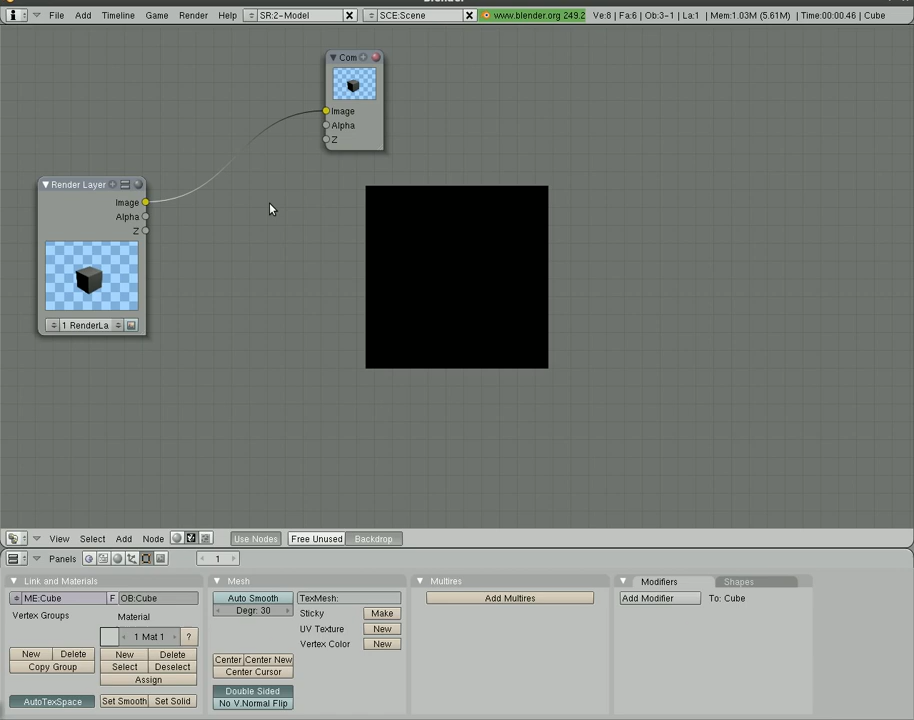 File Add Timeline Game Render Help SR:2-Model SCE:Scene www.blender.org 249.2 Ve:8 | Fa:6 | Ob:3-1 | La:1 | Mem:1.03M (5.61M) | Time:00:00.46 | Cube
Com
Image
Alpha
Z
Render Layer
Image
Alpha
Z
1 RenderLa
View Select Add Node Use Nodes Free Unused Backdrop
Panels 1
Link and Materials
ME:Cube F OB:Cube
Vertex Groups Material
1 Mat 1 ?
New Delete New Delete
Copy Group Select Deselect
Assign
AutoTexSpace Set Smooth Set Solid
Mesh
Auto Smooth TexMesh:
Degr: 30 Sticky Make
UV Texture New
Vertex Color New
Center Center New
Center Cursor
Double Sided
No V.Normal Flip
Multires
Add Multires
Modifiers Shapes
Add Modifier To: Cube